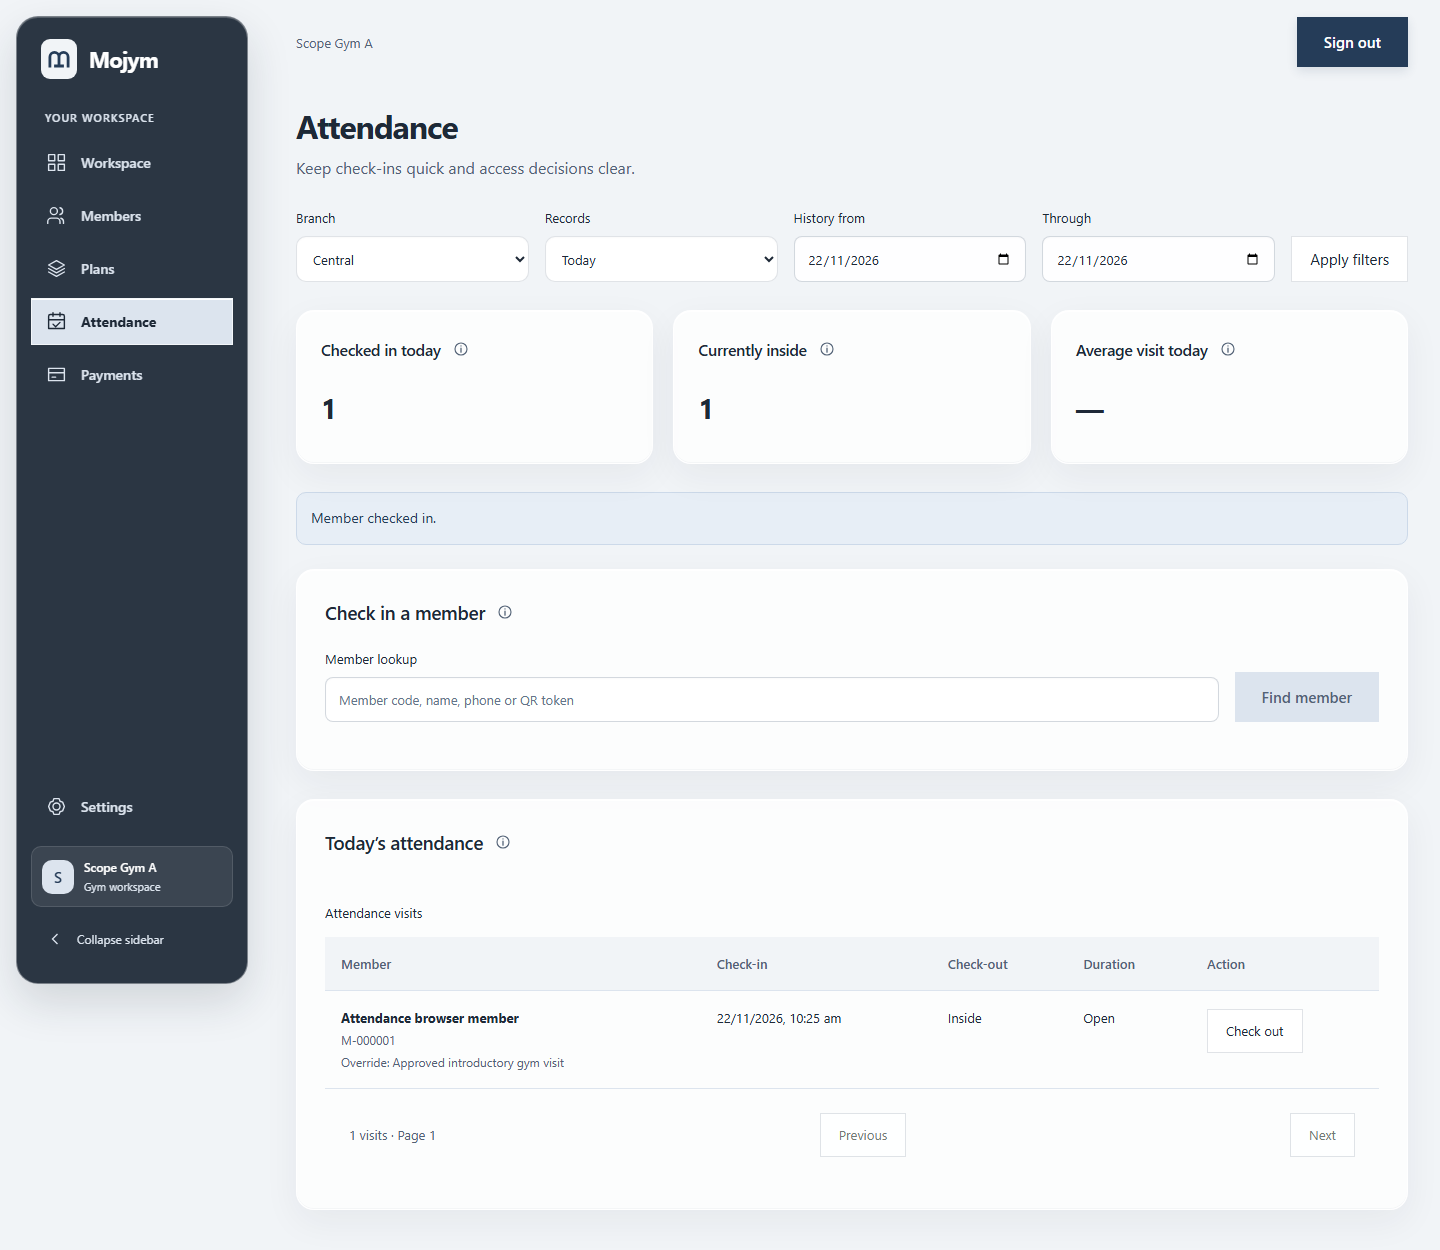 Mojym
YOUR WORKSPACE
Workspace
Members
Plans
Attendance
Payments
Settings
S
Scope Gym A
Gym workspace
Collapse sidebar
Scope Gym A
Sign out
Attendance
Keep check-ins quick and access decisions clear.
Branch
Records
History from
Through
Central
Today
22/11/2026
22/11/2026
Apply filters
Checked in today
1
Currently inside
1
Average visit today
—
Member checked in.
Check in a member
Member lookup
Member code, name, phone or QR token
Find member
Today’s attendance
Attendance visits
Member Check-in Check-out Duration Action
Attendance browser member 22/11/2026, 10:25 am Inside Open Check out
M-000001
Override: Approved introductory gym visit
1 visits · Page 1 Previous Next